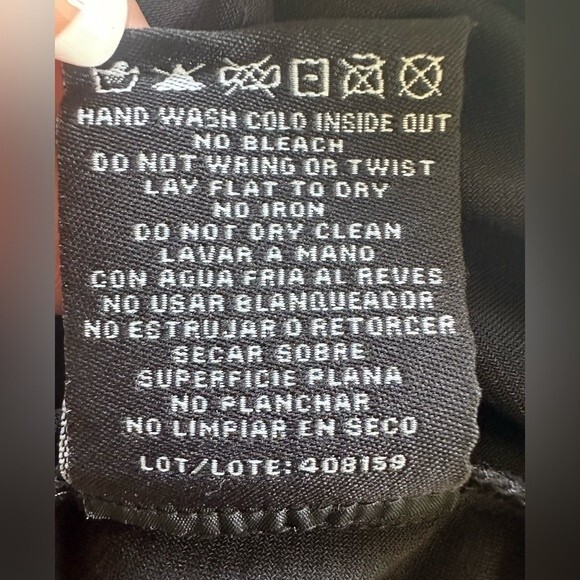 HAND WASH COLD INSIDE OUT
NO BLEACH
DO NOT WRING OR TWIST
LAY FLAT TO DRY
NO IRON
DO NOT DRY CLEAN
LAVAR A MANO
CON AGUA FRIA AL REVES
NO USAR BLANQUEADOR
NO ESTRUJAR O RETORCER
SECAR SOBRE
SUPERFICIE PLANA
NO PLANCHAR
NO LIMPIAR EN SECO
LOT/LOTE: 408159